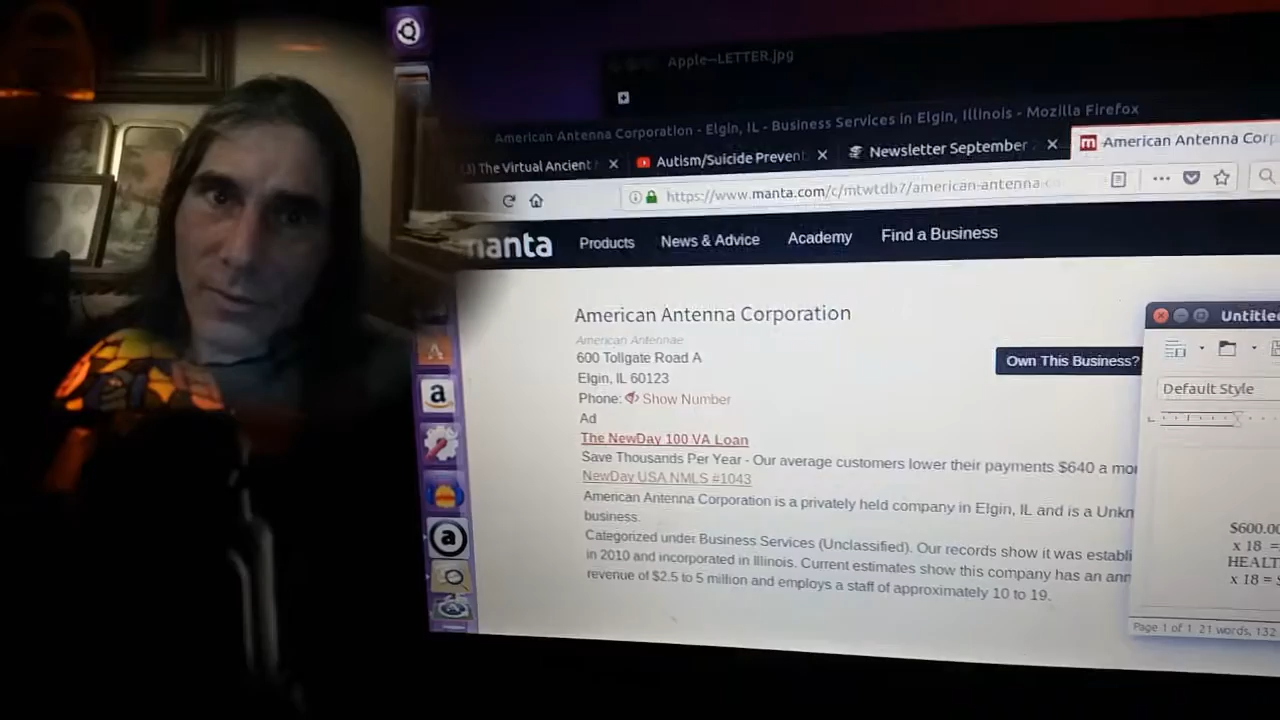 Apple--LETTER.jpg
American Antenna Corporation - Elgin, IL - Business Services in Elgin, Illinois - Mozilla Firefox
(3) The Virtual Ancient
Autism/Suicide Prevent
Newsletter September
American Antenna Corp
https://www.manta.com/c/mtwtdb7/american-antenna-c
manta
Products
News & Advice
Academy
Find a Business
American Antenna Corporation
American Antennae
600 Tollgate Road A
Elgin, IL 60123
Phone: Show Number
Ad
The NewDay 100 VA Loan
Save Thousands Per Year - Our average customers lower their payments $640 a mo
NewDay USA NMLS #1043
American Antenna Corporation is a privately held company in Elgin, IL and is a Unkn
business.
Categorized under Business Services (Unclassified). Our records show it was establi
in 2010 and incorporated in Illinois. Current estimates show this company has an ann
revenue of $2.5 to 5 million and employs a staff of approximately 10 to 19.
Own This Business?
Untitle
Default Style
$600.00
x 18 =
HEALT
x 18 = $
Page 1 of 1 21 words, 132